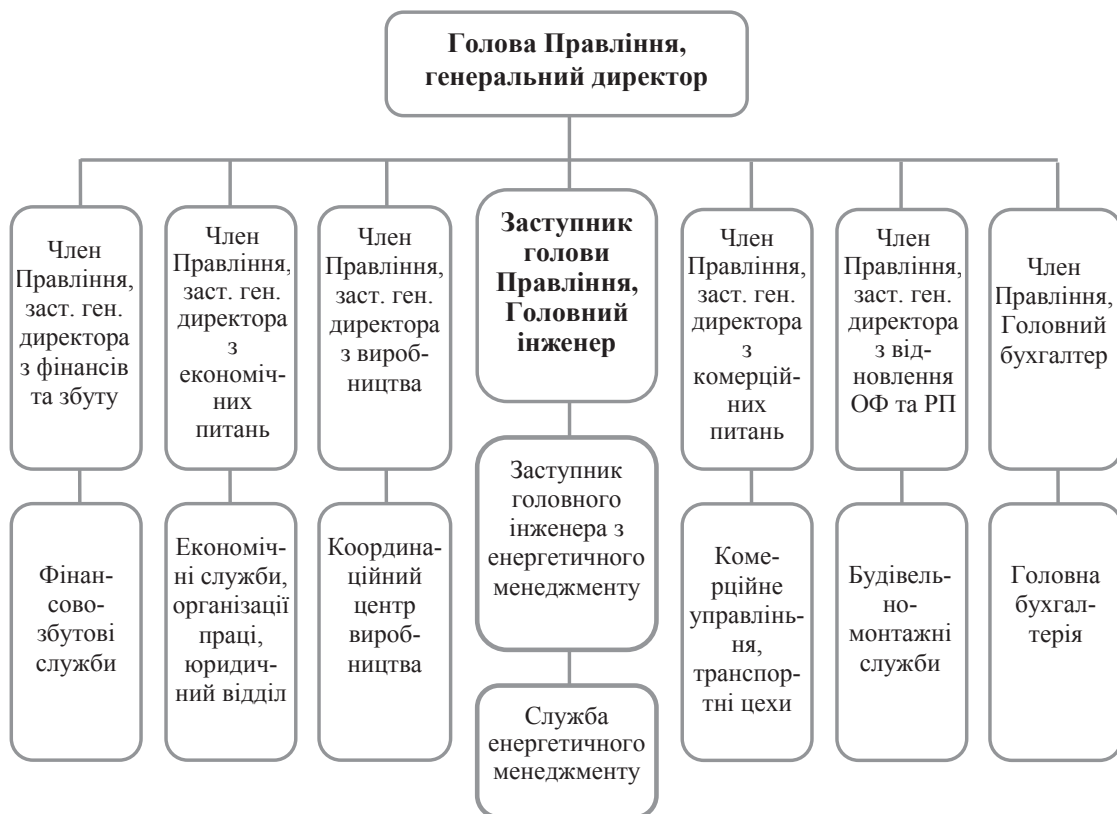 Голова Правління,
генеральний директор
Член
Правління,
заст. ген.
директора
з фінансів
та збуту
Член
Правління,
заст. ген.
директора
з
економіч-
них
питань
Член
Правління,
заст. ген.
директора
з вироб-
ництва
Заступник
голови
Правління,
Головний
інженер
Член
Правління,
заст. ген.
директора
з
комерцій-
них
питань
Член
Правління,
заст. ген.
директора
з від-
новлення
ОФ та РП
Член
Правління,
Головний
бухгалтер
Заступник
головного
інженера з
енергетичного
менеджменту
Фінан-
сово-
збутові
служби
Економіч-
ні служби,
організації
праці,
юридич-
ний відділ
Координа-
ційний
центр
вироб-
ництва
Служба
енергетичного
менеджменту
Коме-
рційне
управлінь-
ня,
транспор-
тні цехи
Будівель-
но-
монтажні
служби
Головна
бухгал-
терія